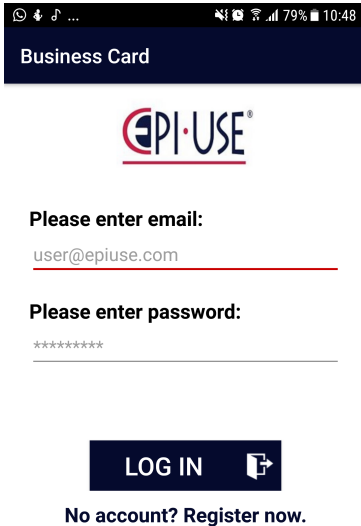 ... 79% 10:48
Business Card
EPI·USE®
Please enter email:
user@epiuse.com
Please enter password:
*********
LOG IN
No account? Register now.